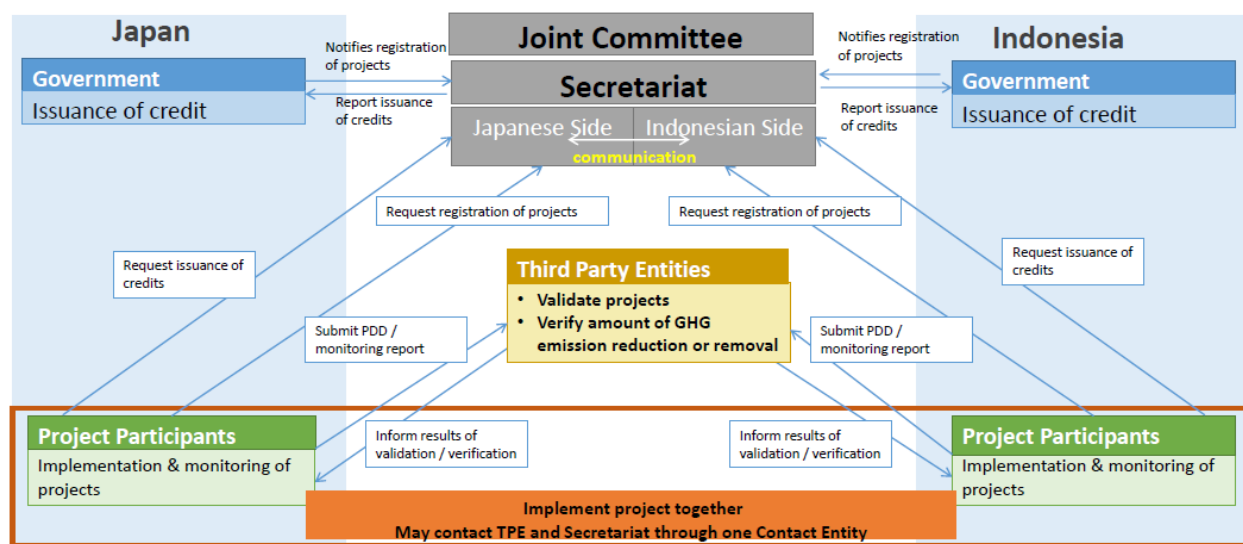 Japan
Joint Committee
Indonesia
Notifies registration
of projects
Notifies registration
of projects
Government
Issuance of credit
Secretariat
Government
Issuance of credit
Report issuance
of credits
Report issuance
of credits
Japanese Side
Indonesian Side
communication
Request registration of projects
Request registration of projects
Request issuance of
credits
Request issuance of
credits
Third Party Entities
• Validate projects
• Verify amount of GHG
emission reduction or removal
Submit PDD /
monitoring report
Submit PDD /
monitoring report
Project Participants
Implementation & monitoring of
projects
Inform results of
validation / verification
Inform results of
validation / verification
Project Participants
Implementation & monitoring of
projects
Implement project together
May contact TPE and Secretariat through one Contact Entity